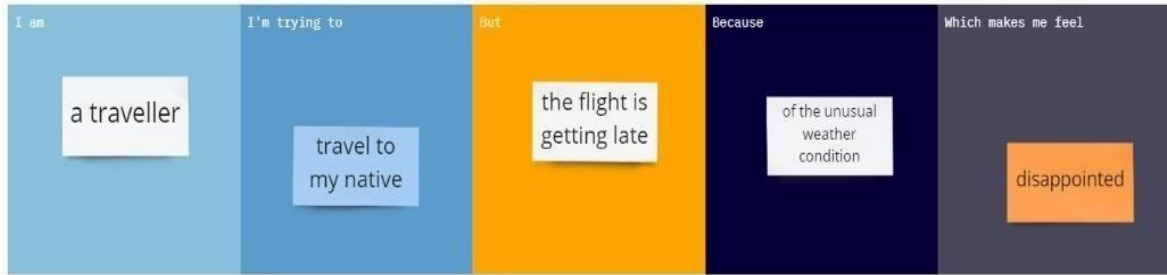 I am
a traveller
I'm trying to
travel to
my native
But
the flight is
getting late
Because
of the unusual
weather
condition
Which makes me feel
disappointed